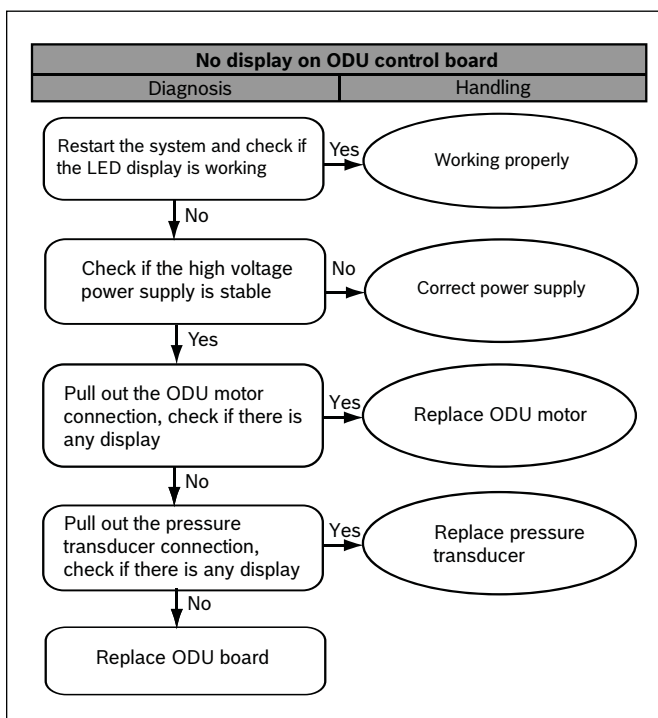 No display on ODU control board
Diagnosis
Handling
Restart the system and check if
the LED display is working
Yes
Working properly
No
Check if the high voltage
power supply is stable
No
Correct power supply
Yes
Pull out the ODU motor
connection, check if there is
any display
Yes
Replace ODU motor
No
Pull out the pressure
transducer connection,
check if there is any display
Yes
Replace pressure
transducer
No
Replace ODU board